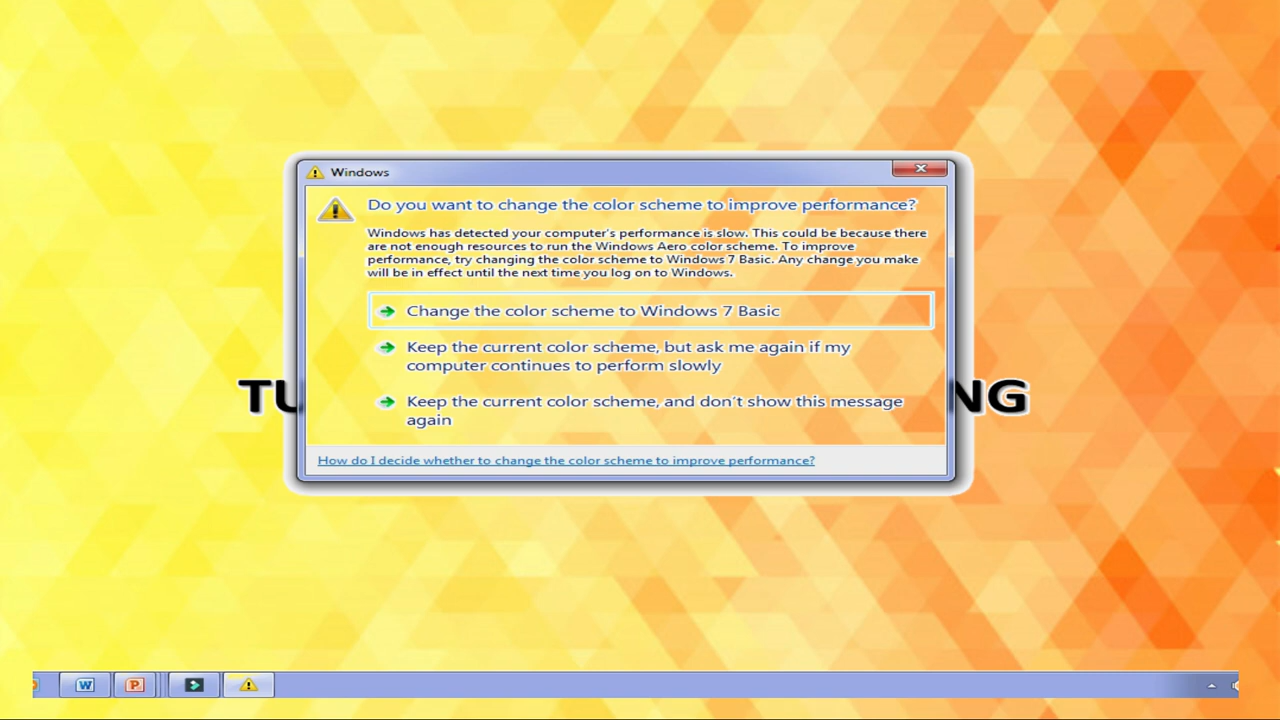 Windows
Do you want to change the color scheme to improve performance?
Windows has detected your computer's performance is slow. This could be because there
are not enough resources to run the Windows Aero color scheme. To improve
performance, try changing the color scheme to Windows 7 Basic. Any change you make
will be in effect until the next time you log on to Windows.
Change the color scheme to Windows 7 Basic
Keep the current color scheme, but ask me again if my
computer continues to perform slowly
Keep the current color scheme, and don't show this message
again
How do I decide whether to change the color scheme to improve performance?